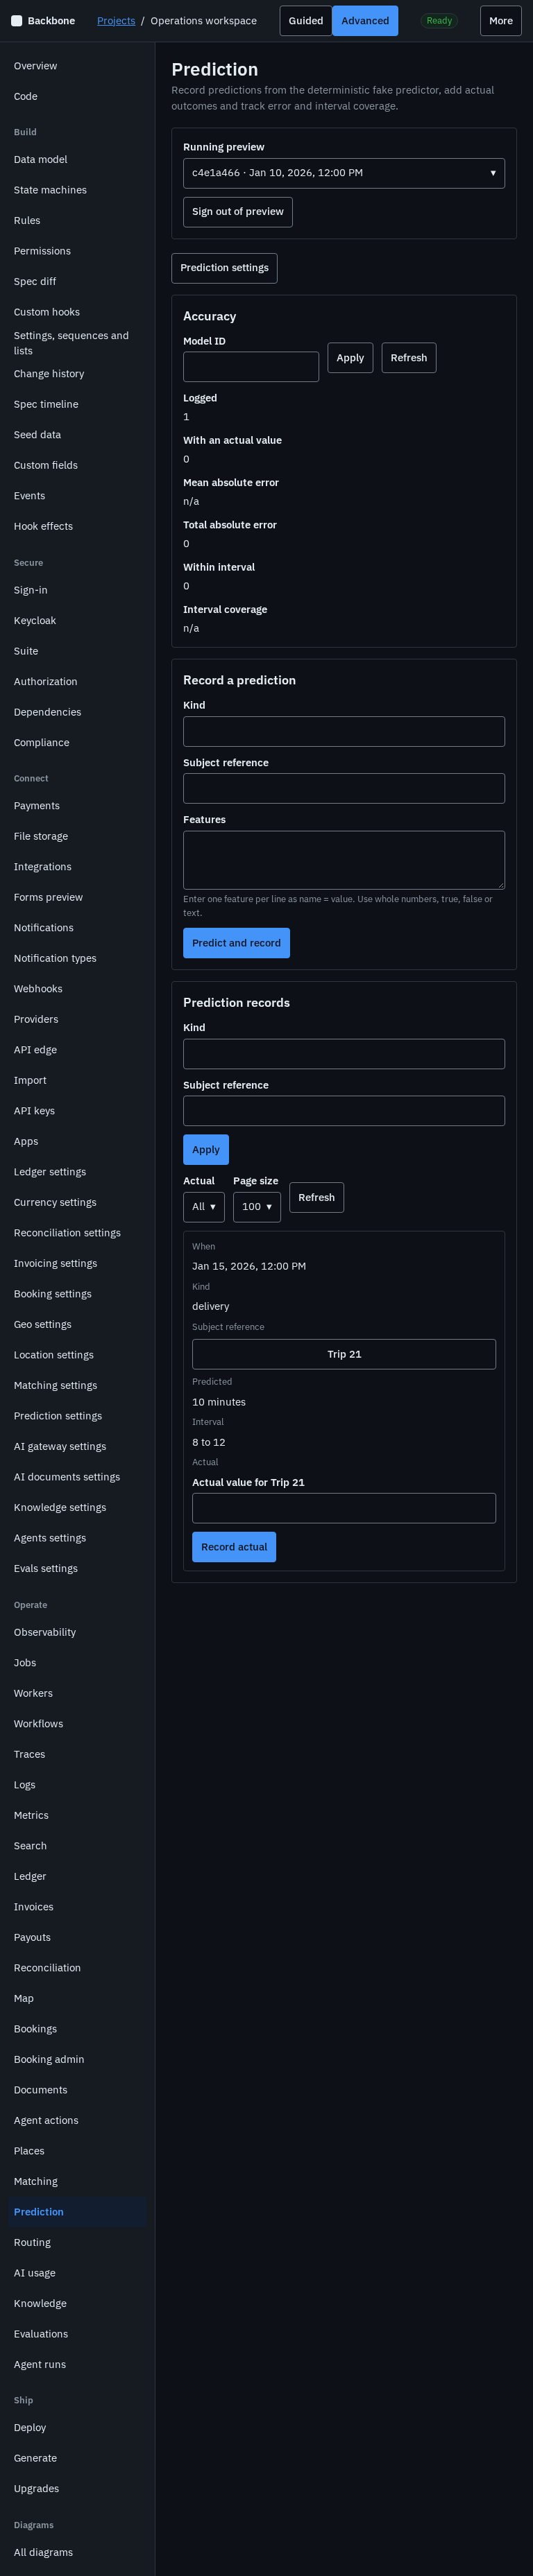 Backbone
Projects / Operations workspace
Guided
Advanced
Ready
More
Overview
Code
Build
Data model
State machines
Rules
Permissions
Spec diff
Custom hooks
Settings, sequences and
lists
Change history
Spec timeline
Seed data
Custom fields
Events
Hook effects
Secure
Sign-in
Keycloak
Suite
Authorization
Dependencies
Compliance
Connect
Payments
File storage
Integrations
Forms preview
Notifications
Notification types
Webhooks
Providers
API edge
Import
API keys
Apps
Ledger settings
Currency settings
Reconciliation settings
Invoicing settings
Booking settings
Geo settings
Location settings
Matching settings
Prediction settings
AI gateway settings
AI documents settings
Knowledge settings
Agents settings
Evals settings
Operate
Observability
Jobs
Workers
Workflows
Traces
Logs
Metrics
Search
Ledger
Invoices
Payouts
Reconciliation
Map
Bookings
Booking admin
Documents
Agent actions
Places
Matching
Prediction
Routing
AI usage
Knowledge
Evaluations
Agent runs
Ship
Deploy
Generate
Upgrades
Diagrams
All diagrams
Prediction
Record predictions from the deterministic fake predictor, add actual
outcomes and track error and interval coverage.
Running preview
c4e1a466 · Jan 10, 2026, 12:00 PM
Sign out of preview
Prediction settings
Accuracy
Model ID
Apply
Refresh
Logged
1
With an actual value
0
Mean absolute error
n/a
Total absolute error
0
Within interval
0
Interval coverage
n/a
Record a prediction
Kind
Subject reference
Features
Enter one feature per line as name = value. Use whole numbers, true, false or
text.
Predict and record
Prediction records
Kind
Subject reference
Apply
Actual
Page size
All
100
Refresh
When
Jan 15, 2026, 12:00 PM
Kind
delivery
Subject reference
Trip 21
Predicted
10 minutes
Interval
8 to 12
Actual
Actual value for Trip 21
Record actual